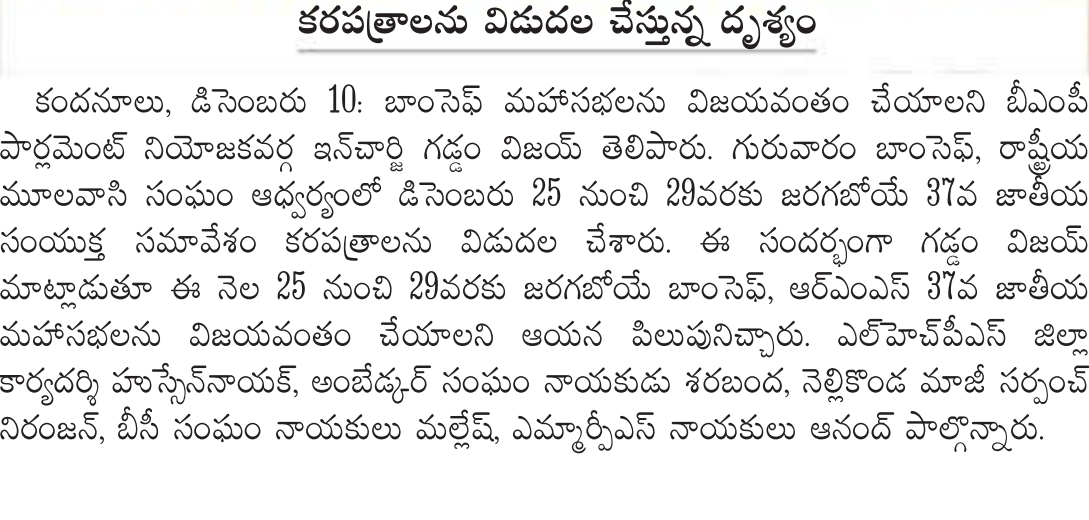 కరపత్రాలను విడుదల చేస్తున్న దృశ్యం
కందనూలు, డిసెంబరు 10: బాంసెఫ్ మహాసభలను విజయవంతం చేయాలని బీఎంపీ
పార్లమెంట్ నియోజకవర్గ ఇన్‌చార్జి గడ్డం విజయ్ తెలిపారు. గురువారం బాంసెఫ్, రాష్ట్రీయ
మూలవాసి సంఘం ఆధ్వర్యంలో డిసెంబరు 25 నుంచి 29వరకు జరగబోయే 37వ జాతీయ
సంయుక్త సమావేశం కరపత్రాలను విడుదల చేశారు. ఈ సందర్భంగా గడ్డం విజయ్
మాట్లాడుతూ ఈ నెల 25 నుంచి 29వరకు జరగబోయే బాంసెఫ్, ఆర్ఎంఎస్ 37వ జాతీయ
మహాసభలను విజయవంతం చేయాలని ఆయన పిలుపునిచ్చారు. ఎల్‌హెచ్‌పీఎస్ జిల్లా
కార్యదర్శి హుస్సేన్‌నాయక్, అంబేడ్కర్ సంఘం నాయకుడు శరబంద, నెల్లికొండ మాజీ సర్పంచ్
నిరంజన్, బీసీ సంఘం నాయకులు మల్లేష్, ఎమ్మార్పీఎస్ నాయకులు ఆనంద్ పాల్గొన్నారు.